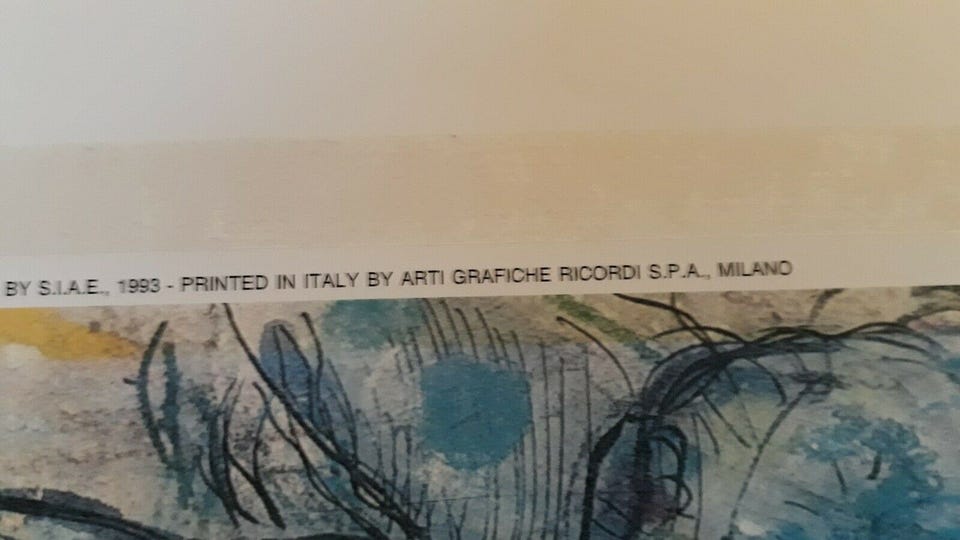 BY S.I.A.E., 1993 - PRINTED IN ITALY BY ARTI GRAFICHE RICORDI S.P.A., MILANO